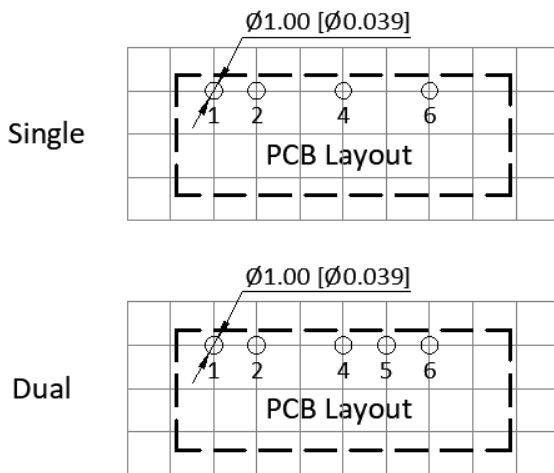 Ø1.00 [Ø0.039]
1 2 4 6
Single
PCB Layout
Ø1.00 [Ø0.039]
1 2 4 5 6
Dual
PCB Layout